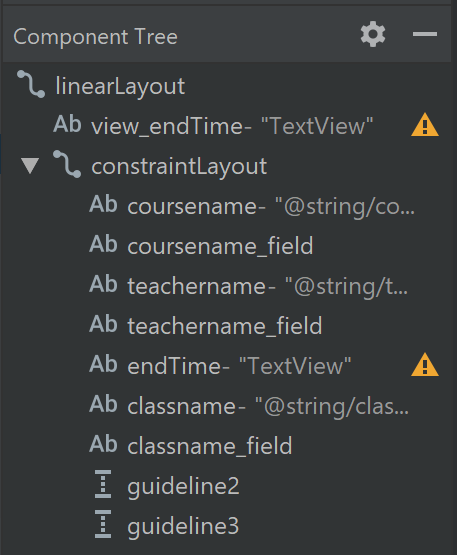 Component Tree
linearLayout
Ab view_endTime- "TextView"
constraintLayout
Ab coursename- "@string/co...
Ab coursename_field
Ab teachername- "@string/t...
Ab teachername_field
Ab endTime- "TextView"
Ab classname- "@string/clas...
Ab classname_field
guideline2
guideline3